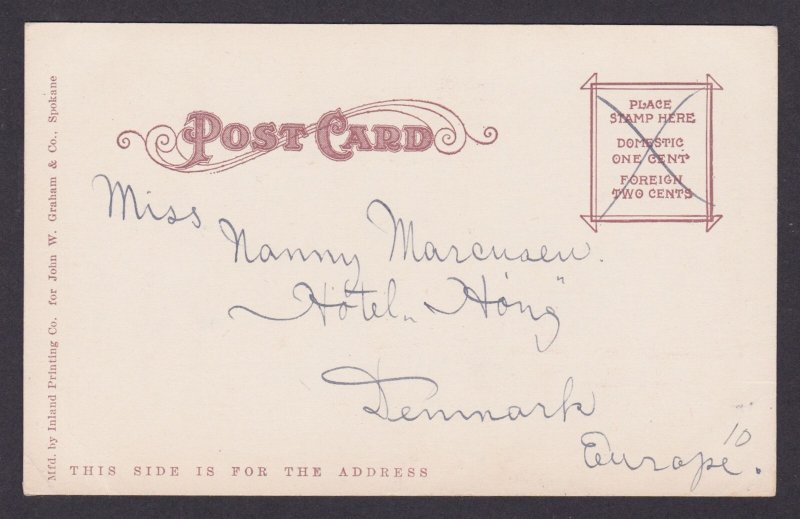 POST CARD
PLACE
STAMP HERE
DOMESTIC
ONE CENT
FOREIGN
TWO CENTS
Miss
Nanny Marcusen.
Hotel „Höng"
Denmark
Europe.
10
THIS SIDE IS FOR THE ADDRESS
Mfd. by Inland Printing Co. for John W. Graham & Co., Spokane